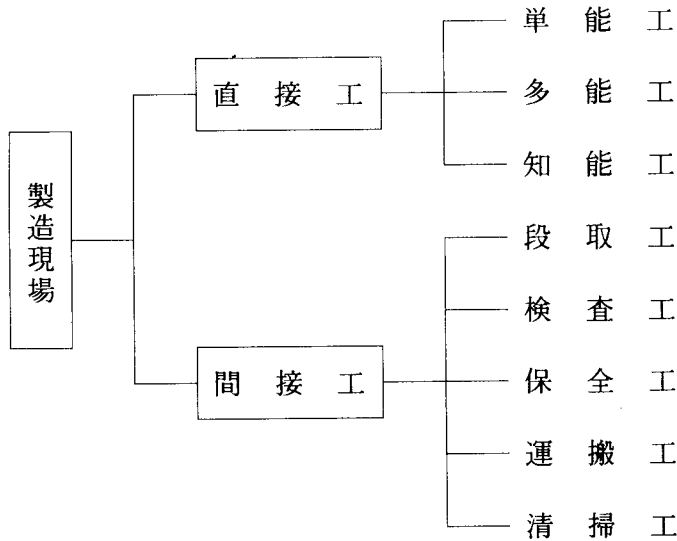 製造現場
直接工
単能工
多能工
知能工
間接工
段取工
検査工
保全工
運搬工
清掃工